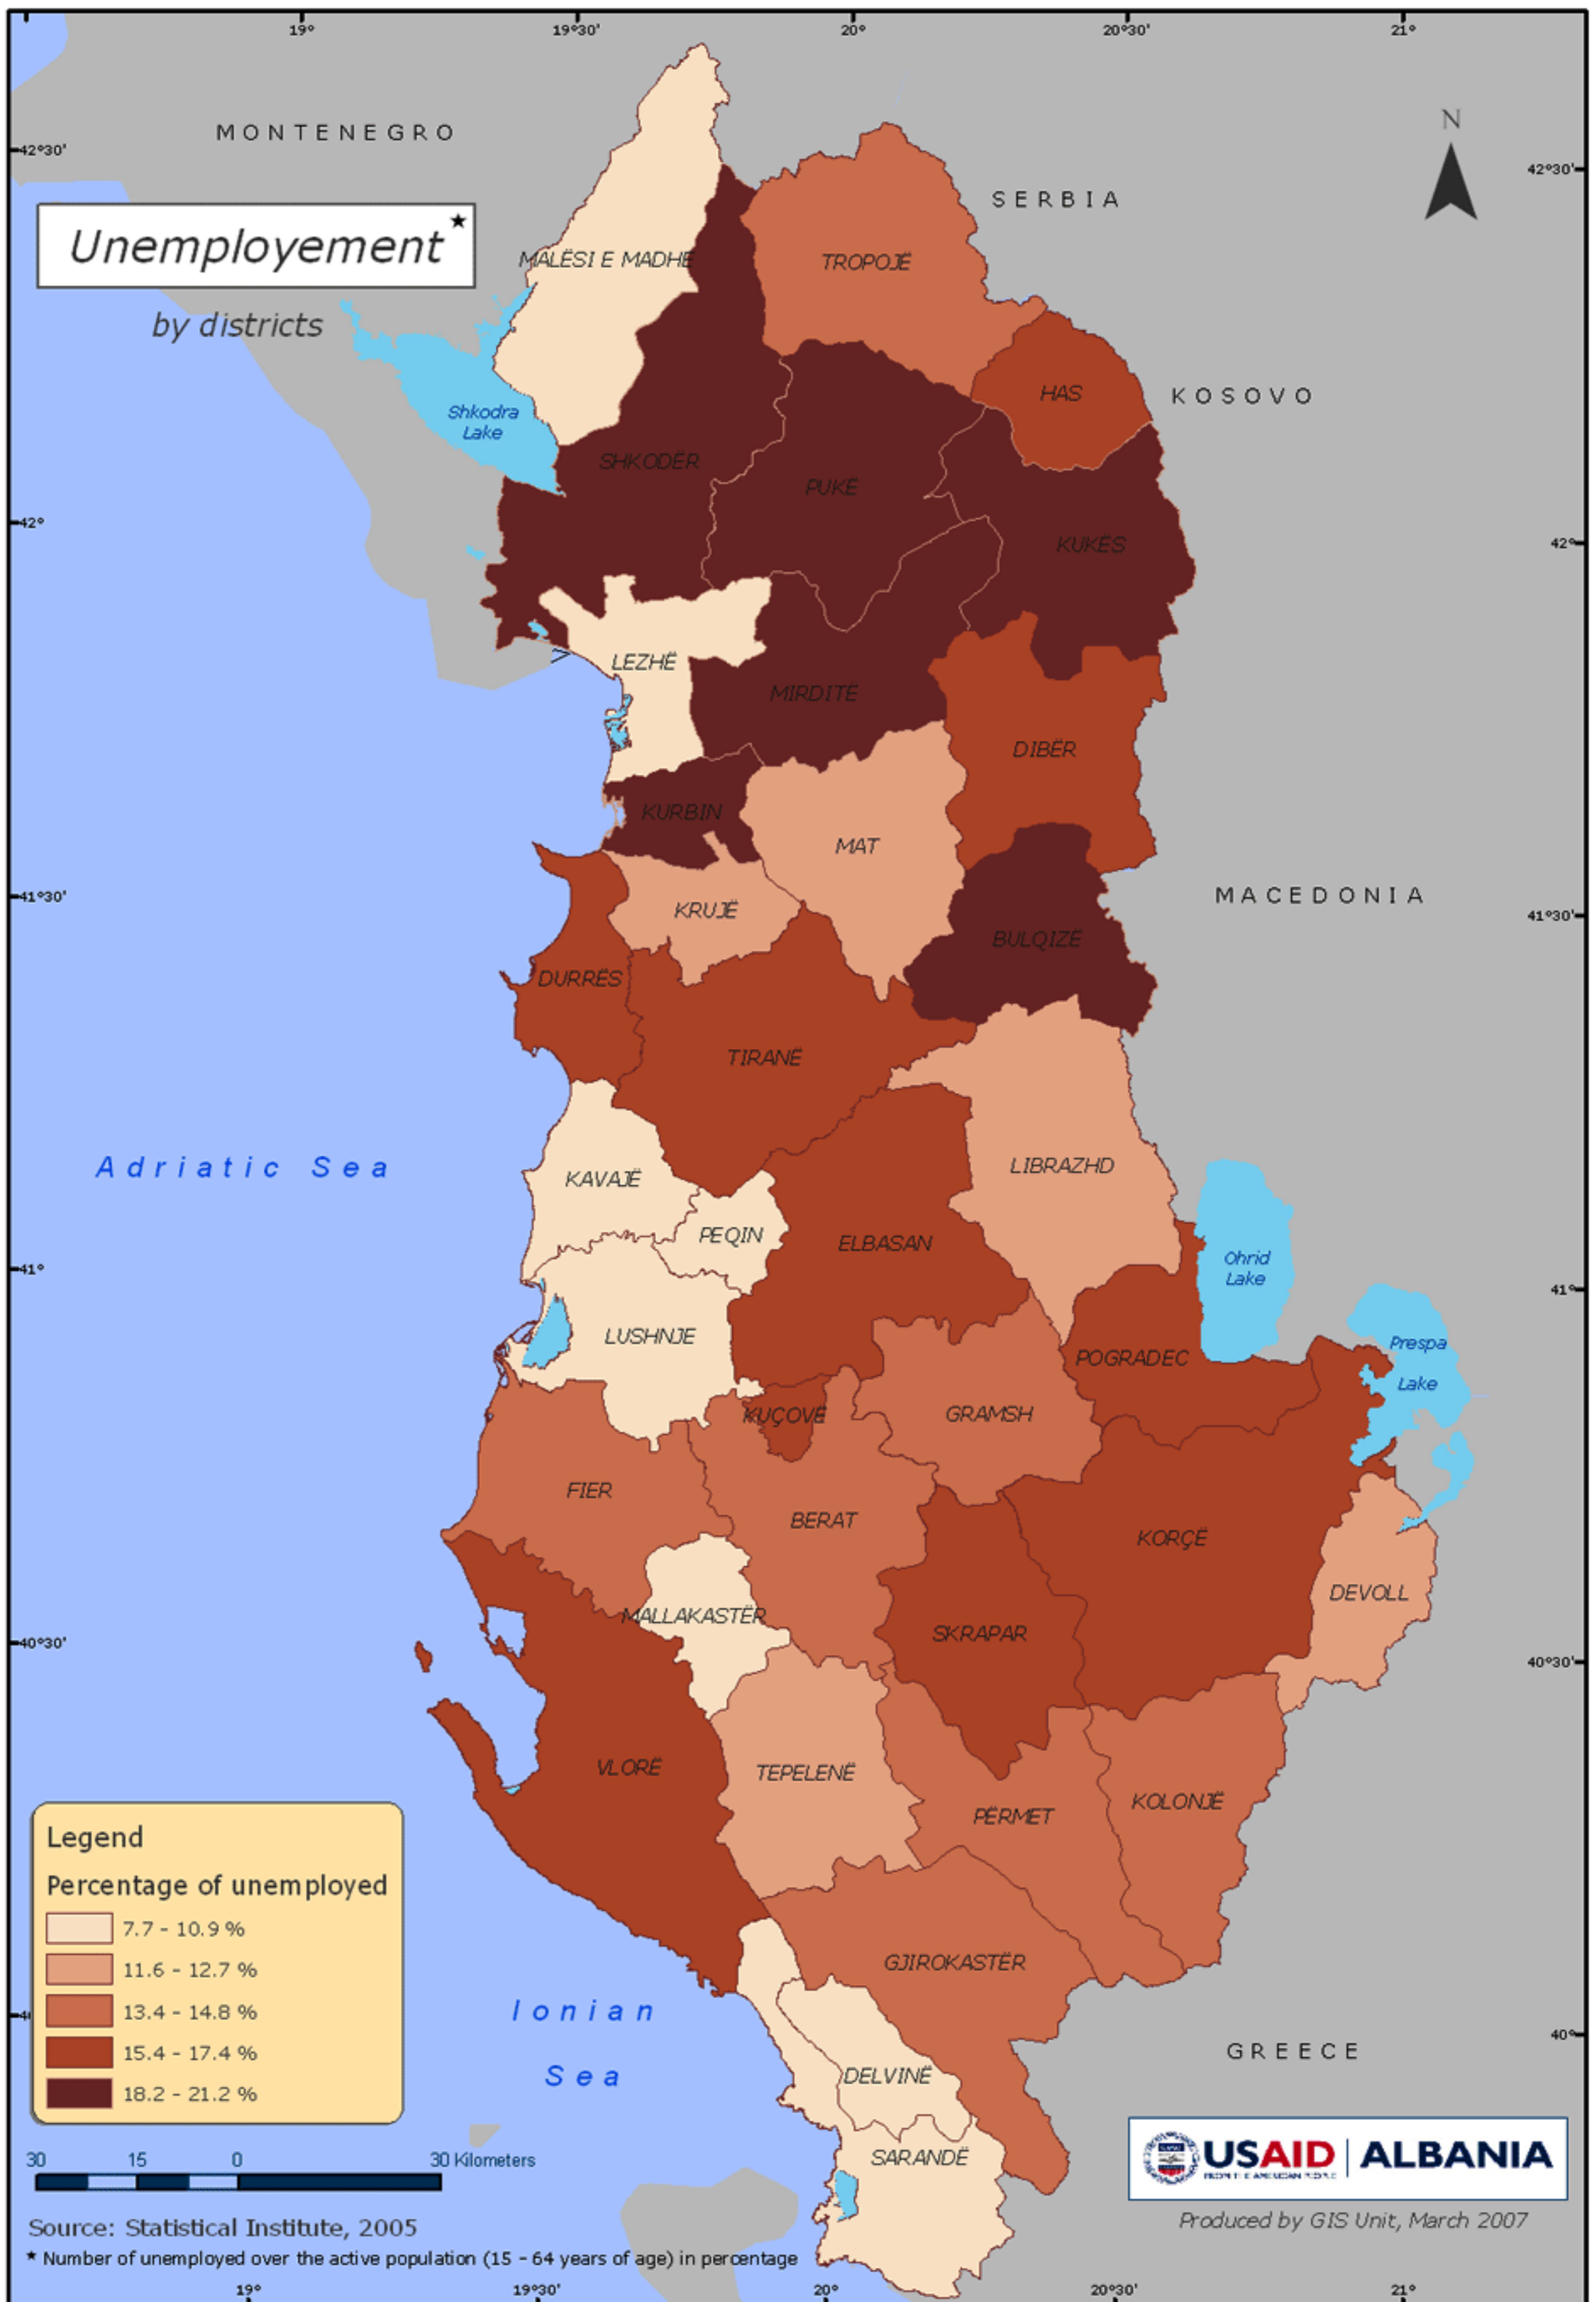 19° 19°30' 20° 20°30' 21°
MONTENEGRO
N
42°30'
42°30'
SERBIA
Unemployement ★
MALËSI E MADHE
TROPOJË
by districts
HAS
KOSOVO
Shkodra
Lake
SHKODËR
PUKË
42°
42°
KUKËS
LEZHË
MIRDITË
DIBËR
KURBIN
MAT
41°30'
MACEDONIA
KRUJË
41°30'
BULQIZË
DURRËS
TIRANË
Adriatic Sea
LIBRAZHD
KAVAJË
PEQIN
ELBASAN
Ohrid
Lake
41°
41°
LUSHNJE
Prespa
Lake
POGRADEC
KUÇOVË
GRAMSH
FIER
BERAT
KORÇË
DEVOLL
MALLAKASTËR
SKRAPAR
40°30'
40°30'
VLORË
TEPELENË
KOLONJË
PËRMET
Legend
Percentage of unemployed
7.7 - 10.9 %
11.6 - 12.7 %
13.4 - 14.8 %
15.4 - 17.4 %
18.2 - 21.2 %
GJIROKASTËR
Ionian
Sea
40°
GREECE
DELVINË
SARANDË
30 15 0 30 Kilometers
USAID ALBANIA
FROM THE AMERICAN PEOPLE
Produced by GIS Unit, March 2007
Source: Statistical Institute, 2005
★ Number of unemployed over the active population (15 - 64 years of age) in percentage
19° 19°30' 20° 20°30' 21°